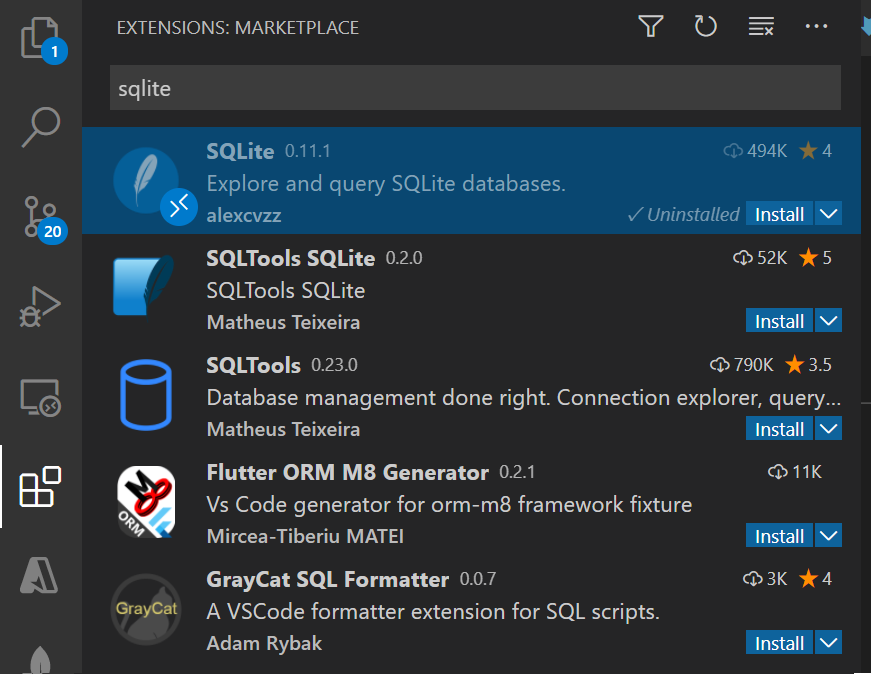 EXTENSIONS: MARKETPLACE
1
sqlite
SQLite 0.11.1 494K 4
Explore and query SQLite databases.
alexcvzz ✓ Uninstalled Install
20
SQLTools SQLite 0.2.0 52K 5
SQLTools SQLite
Matheus Teixeira Install
SQLTools 0.23.0 790K 3.5
Database management done right. Connection explorer, query...
Matheus Teixeira Install
Flutter ORM M8 Generator 0.2.1 11K
M8
ORM
Vs Code generator for orm-m8 framework fixture
Mircea-Tiberiu MATEI Install
GrayCat SQL Formatter 0.0.7 3K 4
GrayCat
A VSCode formatter extension for SQL scripts.
Adam Rybak Install